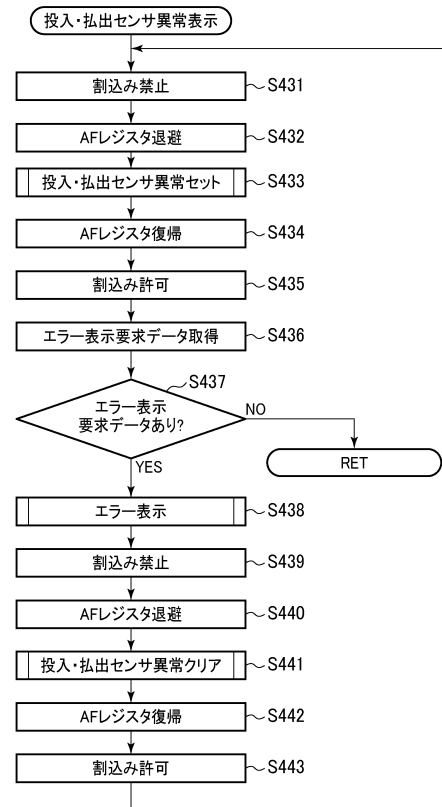 投入・払出センサ異常表示
割込み禁止 S431
AFレジスタ退避 S432
投入・払出センサ異常セット S433
AFレジスタ復帰 S434
割込み許可 S435
エラー表示要求データ取得 S436
S437
エラー表示
要求データあり?
NO
YES
RET
エラー表示 S438
割込み禁止 S439
AFレジスタ退避 S440
投入・払出センサ異常クリア S441
AFレジスタ復帰 S442
割込み許可 S443